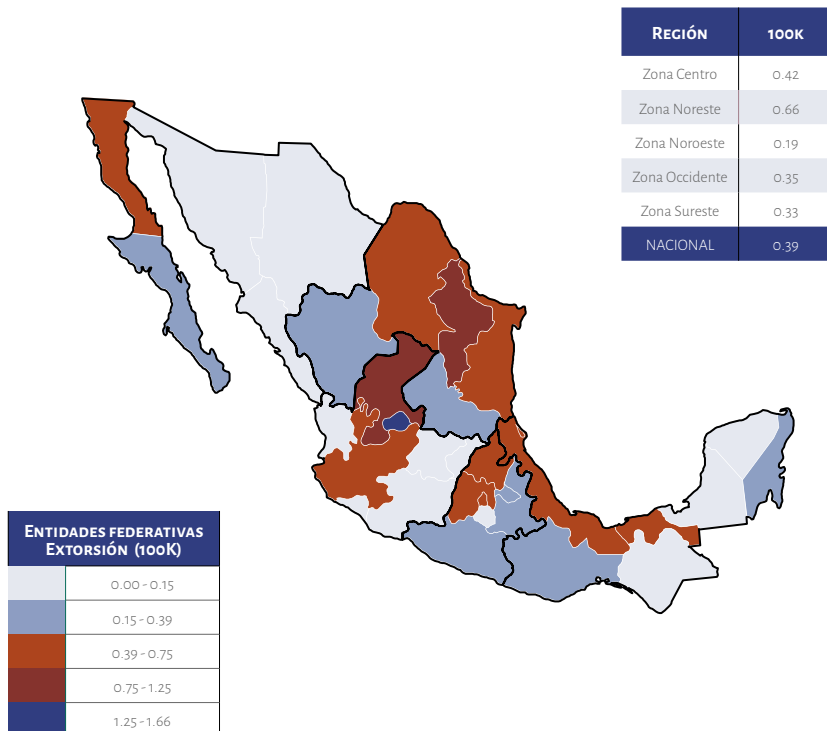 Región 100k
Zona Centro 0.42
Zona Noreste 0.66
Zona Noroeste 0.19
Zona Occidente 0.35
Zona Sureste 0.33
NACIONAL 0.39
Entidades federativas
Extorsión (100K)
0.00 - 0.15
0.15 - 0.39
0.39 - 0.75
0.75 - 1.25
1.25 - 1.66